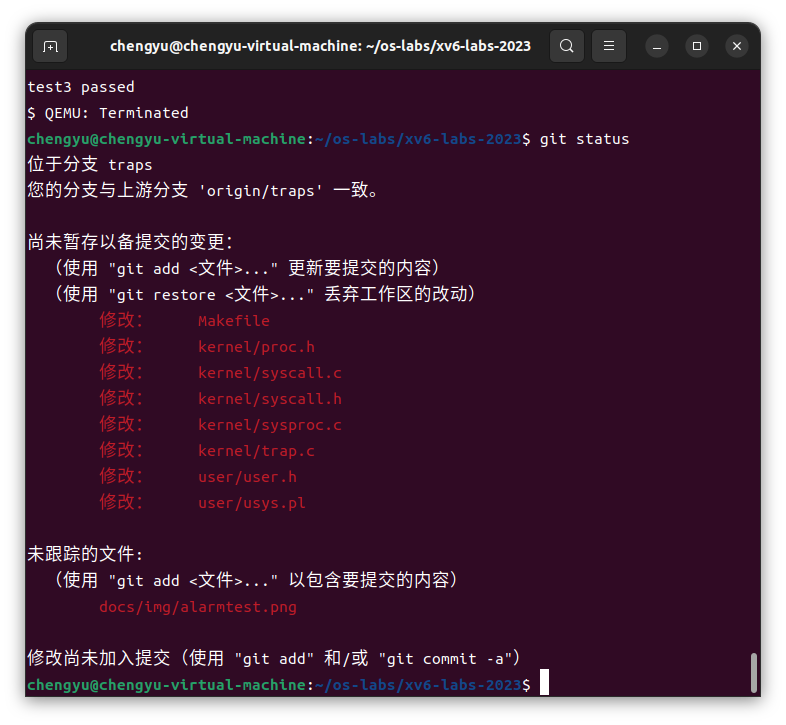 chengyu@chengyu-virtual-machine: ~/os-labs/xv6-labs-2023
test3 passed
$ QEMU: Terminated
chengyu@chengyu-virtual-machine:~/os-labs/xv6-labs-2023$ git status
位于分支 traps
您的分支与上游分支 'origin/traps' 一致。
尚未暂存以备提交的变更：
（使用 "git add <文件>..." 更新要提交的内容）
（使用 "git restore <文件>..." 丢弃工作区的改动）
修改：     Makefile
修改：     kernel/proc.h
修改：     kernel/syscall.c
修改：     kernel/syscall.h
修改：     kernel/sysproc.c
修改：     kernel/trap.c
修改：     user/user.h
修改：     user/usys.pl
未跟踪的文件:
（使用 "git add <文件>..." 以包含要提交的内容）
docs/img/alarmtest.png
修改尚未加入提交（使用 "git add" 和/或 "git commit -a"）
chengyu@chengyu-virtual-machine:~/os-labs/xv6-labs-2023$